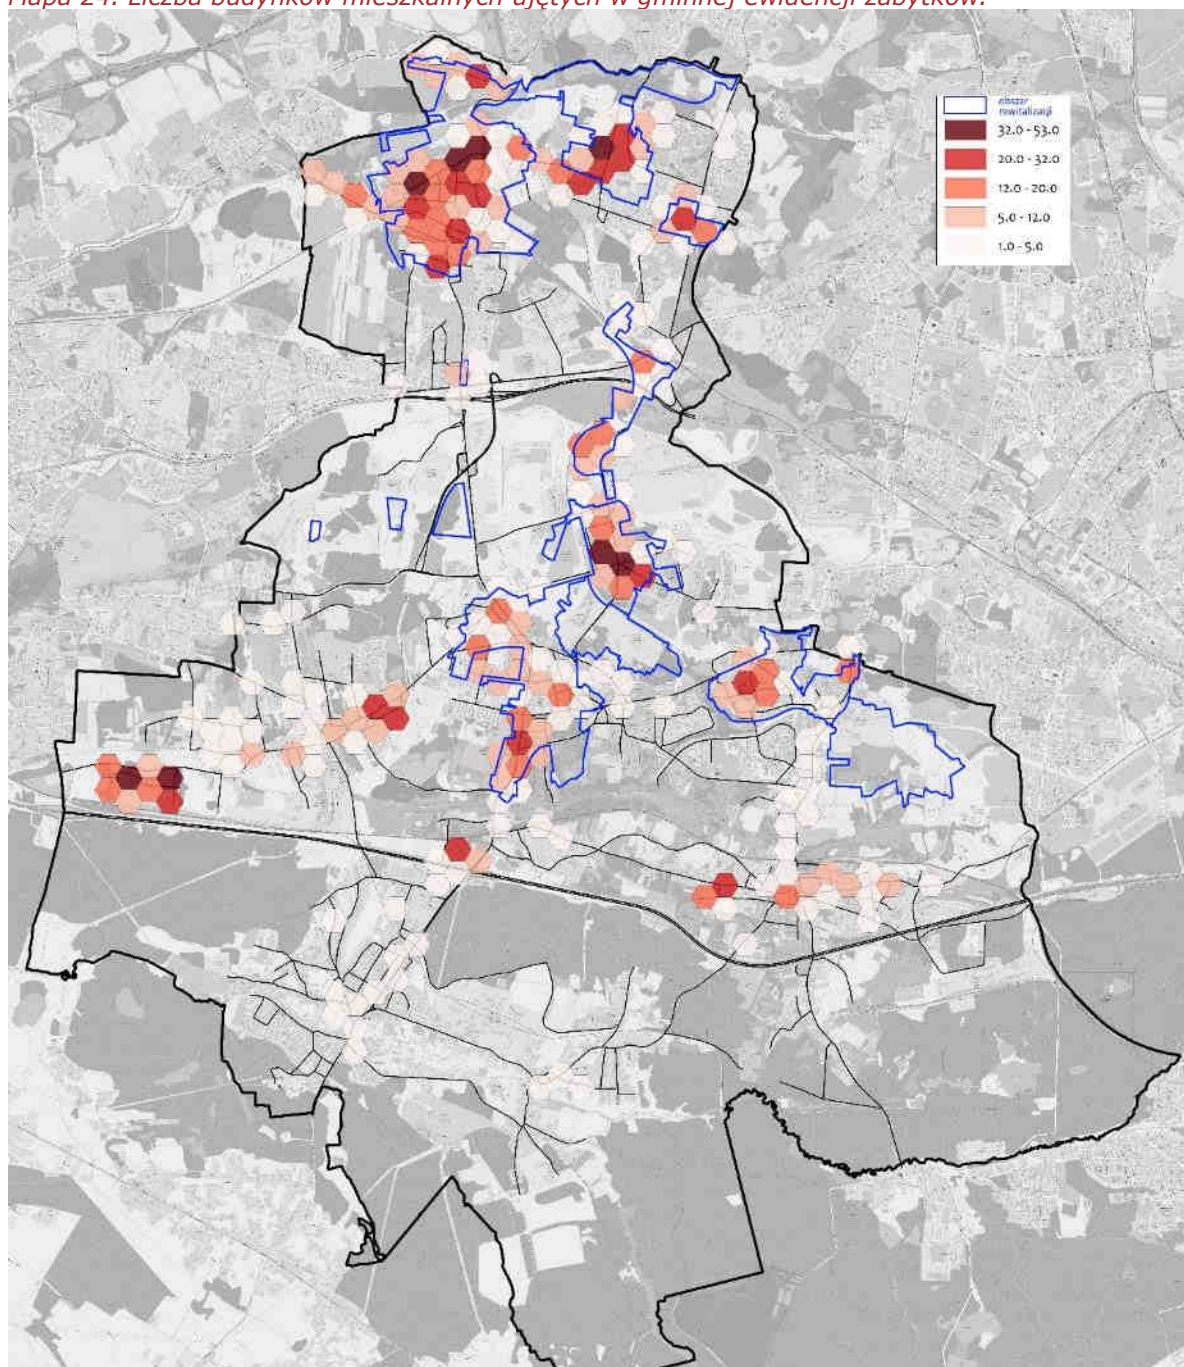 Mapa 24. Liczba budynków mieszkalnych ujętych w gminnej ewidencji zabytków.
obszar
rewitalizacji
32.0 - 53.0
20.0 - 32.0
12.0 - 20.0
5.0 - 12.0
1.0 - 5.0